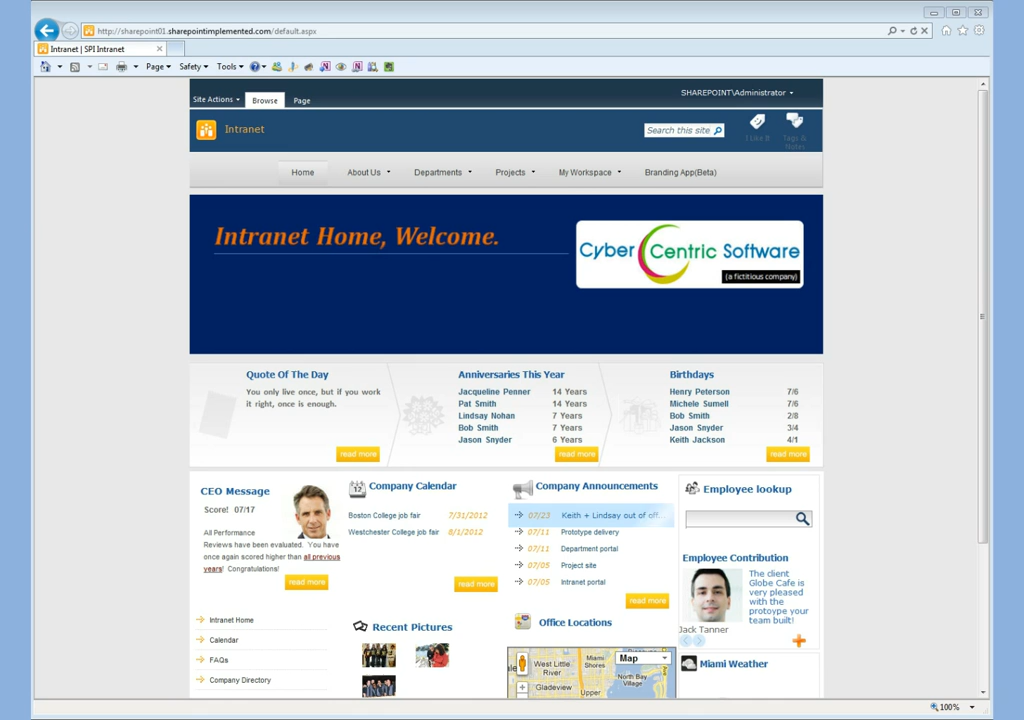 http://sharepoint01.sharepointimplemented.com/default.aspx
Intranet | SPI Intranet
Page Safety Tools
SHAREPOINT\Administrator
Site Actions Browse Page
Intranet
Search this site
I Like It Tags & Notes
Home About Us Departments Projects My Workspace Branding App(Beta)
Intranet Home, Welcome.
Cyber Centric Software
(a fictitious company)
Quote Of The Day
You only live once, but if you work
it right, once is enough.
read more
Anniversaries This Year
Jacqueline Penner 14 Years
Pat Smith 14 Years
Lindsay Nohan 7 Years
Bob Smith 7 Years
Jason Snyder 6 Years
read more
Birthdays
Henry Peterson 7/6
Michele Sumell 7/6
Bob Smith 2/8
Jason Snyder 3/4
Keith Jackson 4/1
read more
CEO Message
Score! 07/17
All Performance
Reviews have been evaluated. You have
once again scored higher than all previous
years! Congratulations!
read more
Intranet Home
Calendar
FAQs
Company Directory
12
Company Calendar
Boston College job fair 7/31/2012
Westchester College job fair 8/1/2012
read more
Recent Pictures
Company Announcements
07/23 Keith + Lindsay out of off...
07/11 Prototype delivery
07/11 Department portal
07/05 Project site
07/05 Intranet portal
read more
Office Locations
Map
West Little
River
Miami
Shores
North Bay
Village
Gladeview
Upper
Employee lookup
Employee Contribution
The client
Globe Cafe is
very pleased
with the
protoype your
team built!
Jack Tanner
Miami Weather
100%